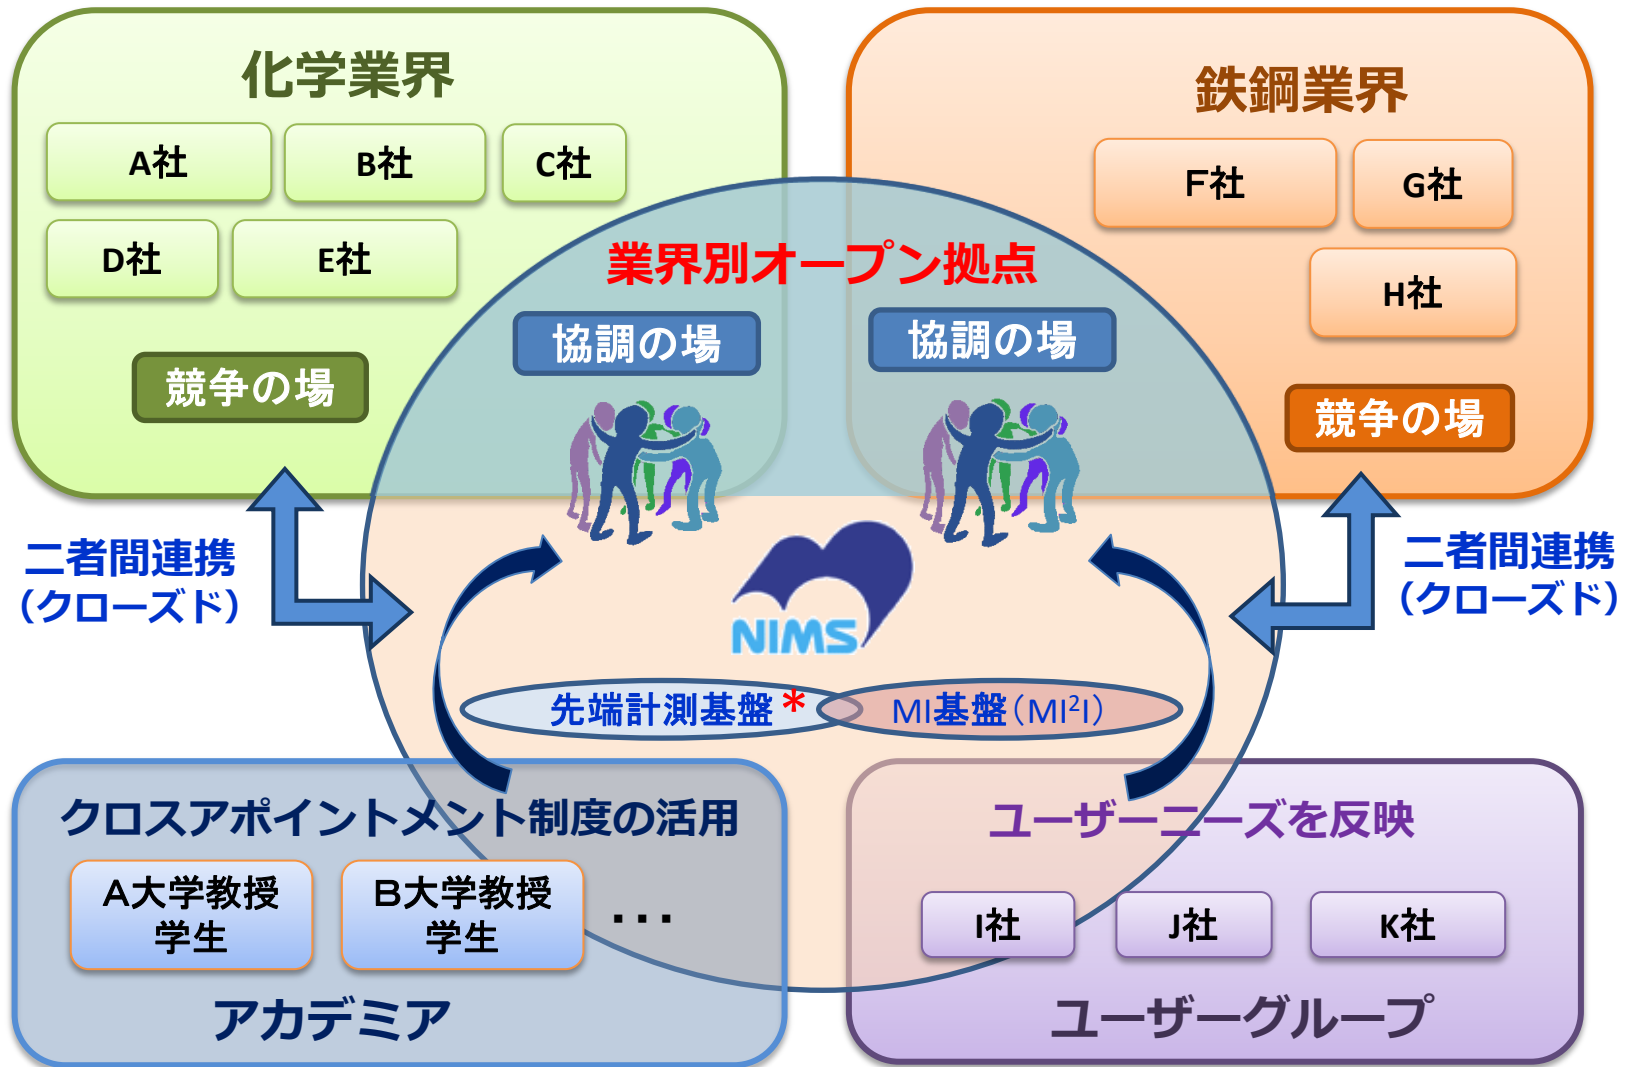 化学業界
A社
B社
C社
D社
E社
競争の場
鉄鋼業界
F社
G社
H社
競争の場
業界別オープン拠点
協調の場
協調の場
二者間連携
（クローズド）
二者間連携
（クローズド）
NIMS
先端計測基盤*
MI基盤（MI²I）
クロスアポイントメント制度の活用
A大学教授
学生
B大学教授
学生
・・・
アカデミア
ユーザーニーズを反映
I社
J社
K社
ユーザーグループ